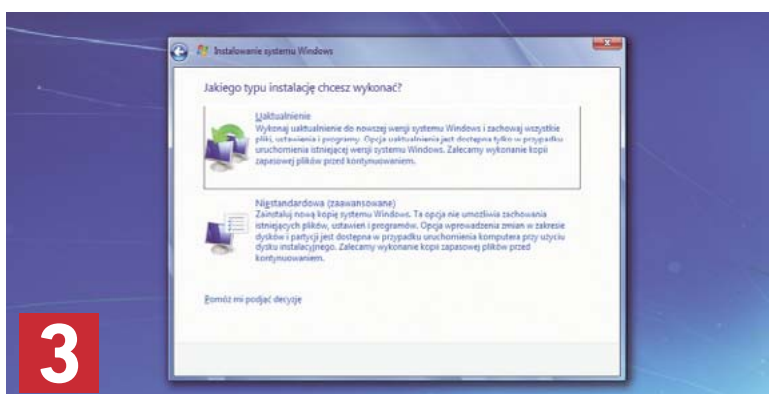 Instalowanie systemu Windows
Jakiego typu instalację chcesz wykonać?
Uaktualnienie
Wykonaj uaktualnienie do nowszej wersji systemu Windows i zachowaj wszystkie
pliki, ustawienia i programy. Opcja uaktualnienia jest dostępna tylko w przypadku
uruchomienia istniejącej wersji systemu Windows. Zalecamy wykonanie kopii
zapasowej plików przed kontynuowaniem.
Niestandardowa (zaawansowane)
Zainstaluj nową kopię systemu Windows. Ta opcja nie umożliwia zachowania
istniejących plików, ustawień i programów. Opcja wprowadzenia zmian w zakresie
dysków i partycji jest dostępna w przypadku uruchomienia komputera przy użyciu
dysku instalacyjnego. Zalecamy wykonanie kopii zapasowej plików przed
kontynuowaniem.
Pomóż mi podjąć decyzję
3